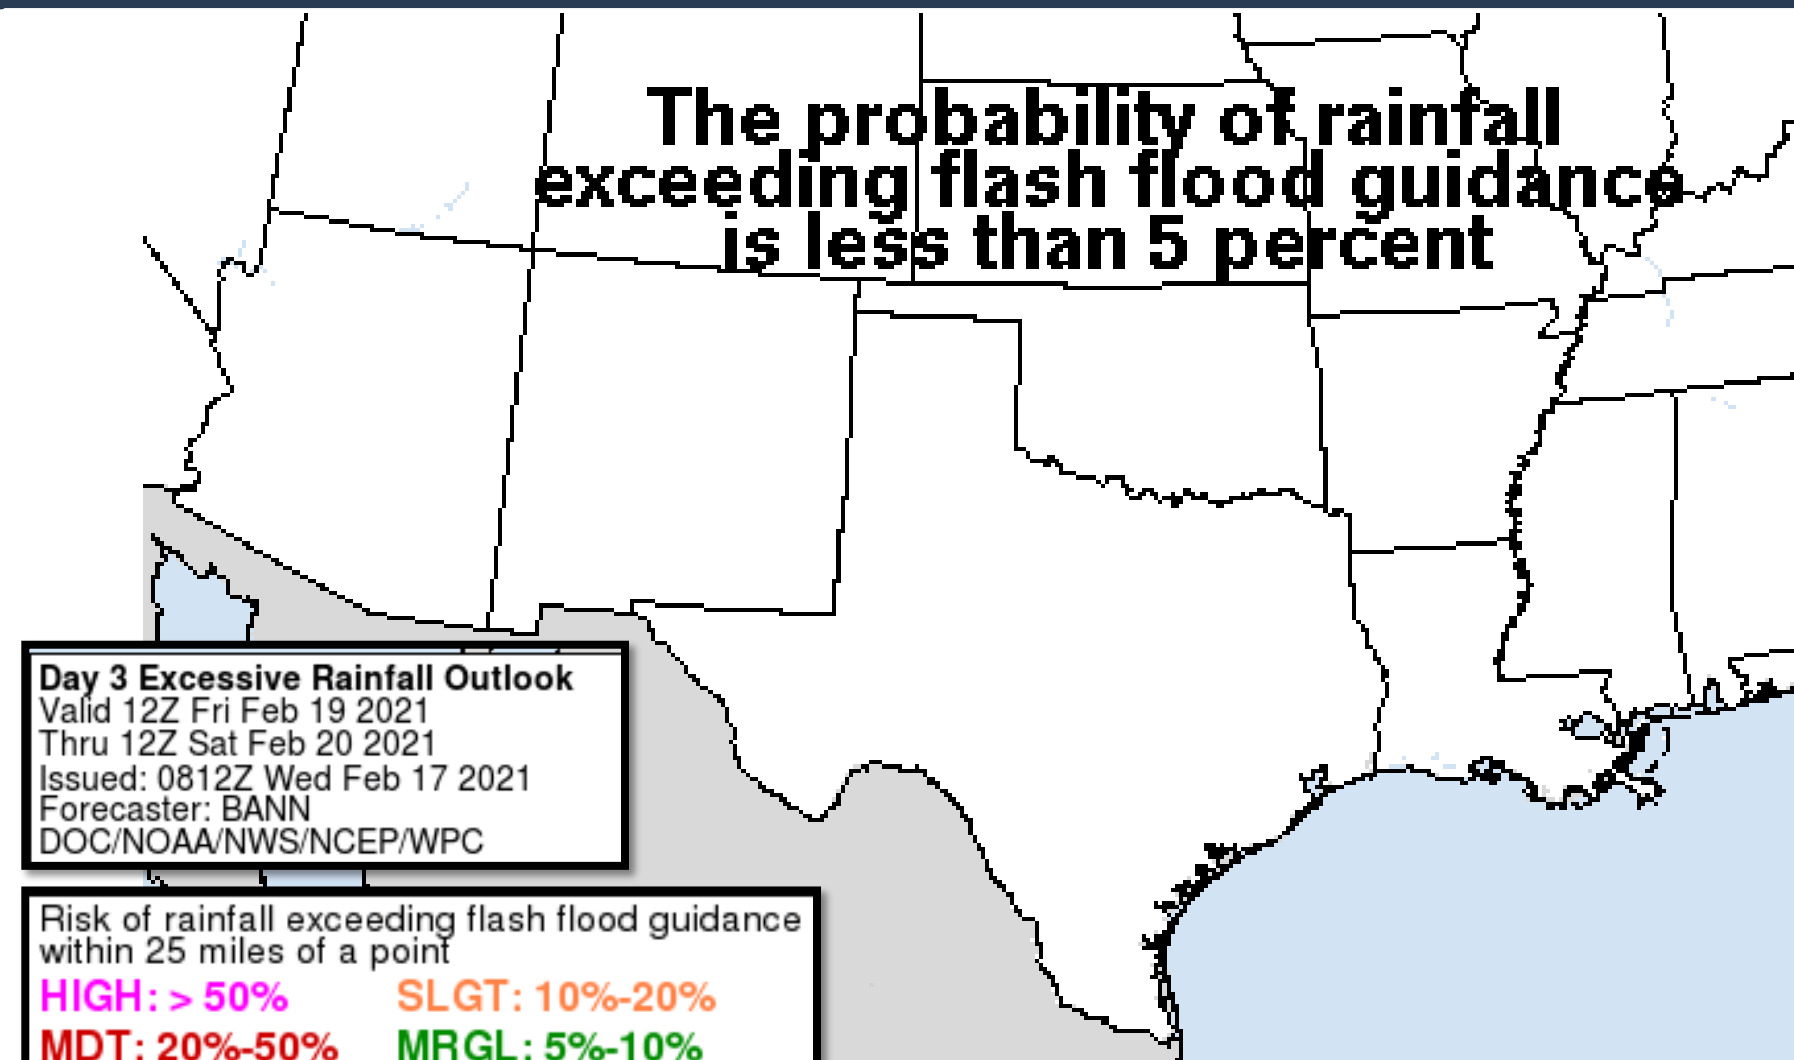 The probability of rainfall
exceeding flash flood guidance
is less than 5 percent
Day 3 Excessive Rainfall Outlook
Valid 12Z Fri Feb 19 2021
Thru 12Z Sat Feb 20 2021
Issued: 0812Z Wed Feb 17 2021
Forecaster: BANN
DOC/NOAA/NWS/NCEP/WPC
Risk of rainfall exceeding flash flood guidance
within 25 miles of a point
HIGH: > 50% SLGT: 10%-20%
MDT: 20%-50% MRGL: 5%-10%